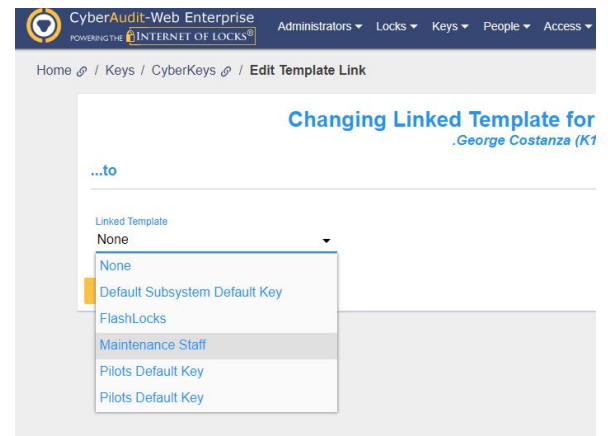 CyberAudit-Web Enterprise
POWERING THE INTERNET OF LOCKS®
Administrators Locks Keys People Access
Home / Keys / CyberKeys / Edit Template Link
Changing Linked Template for
.George Costanza (K1
...to
Linked Template
None
None
Default Subsystem Default Key
FlashLocks
Maintenance Staff
Pilots Default Key
Pilots Default Key